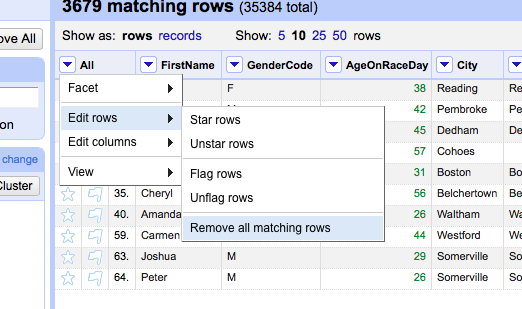 3679 matching rows (35384 total)
ove All
Show as: rows records Show: 5 10 25 50 rows
All FirstName GenderCode AgeOnRaceDay City
Facet F 38 Reading Re
Edit rows 42 Pembroke Pe
Star rows 45 Dedham De
on
Edit columns Unstar rows 57 Cohoes
change
View Flag rows 31 Boston Bo
Cluster
35. Cheryl Unflag rows 56 Belchertown Be
40. Amanda 26 Waltham W
59. Carmen Remove all matching rows 44 Westford W
63. Joshua M 29 Somerville So
64. Peter M 26 Somerville So